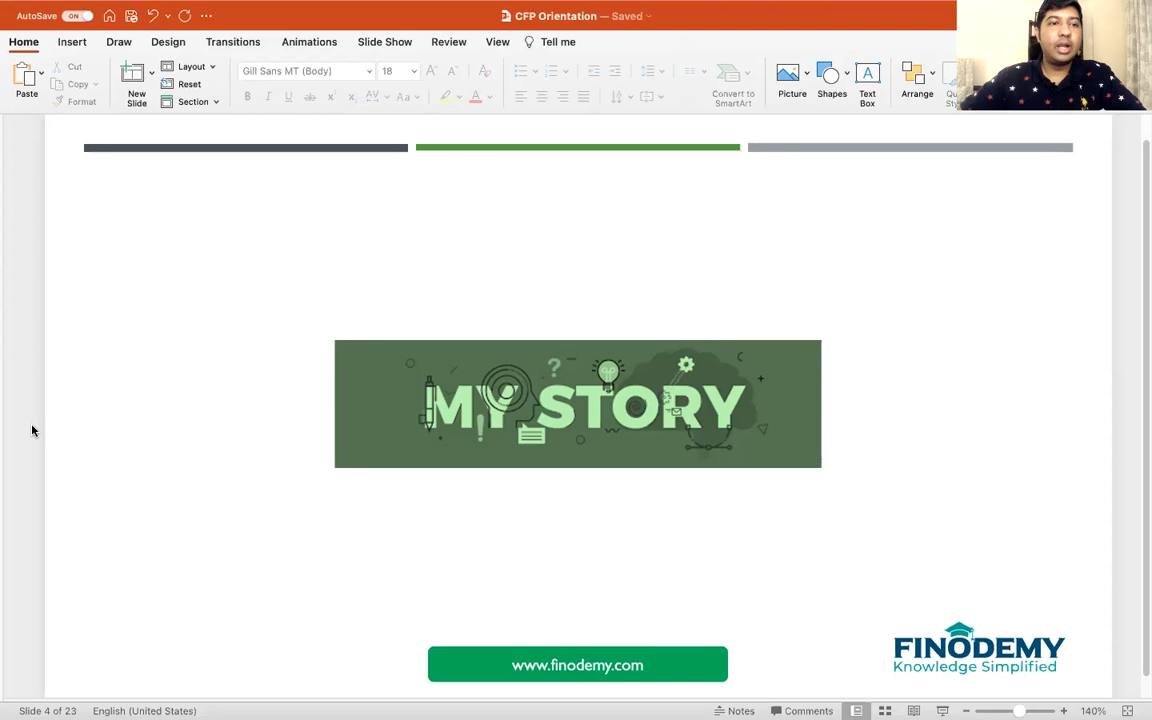 AutoSave ON
CFP Orientation — Saved
Home Insert Draw Design Transitions Animations Slide Show Review View Tell me
Paste
Cut
Copy
Format
New Slide
Layout
Reset
Section
Gill Sans MT (Body) 18
Convert to SmartArt
Picture
Shapes
Text Box
Arrange
MY STORY
www.finodemy.com
FINODEMY
Knowledge Simplified
Slide 4 of 23 English (United States) Notes Comments 140%